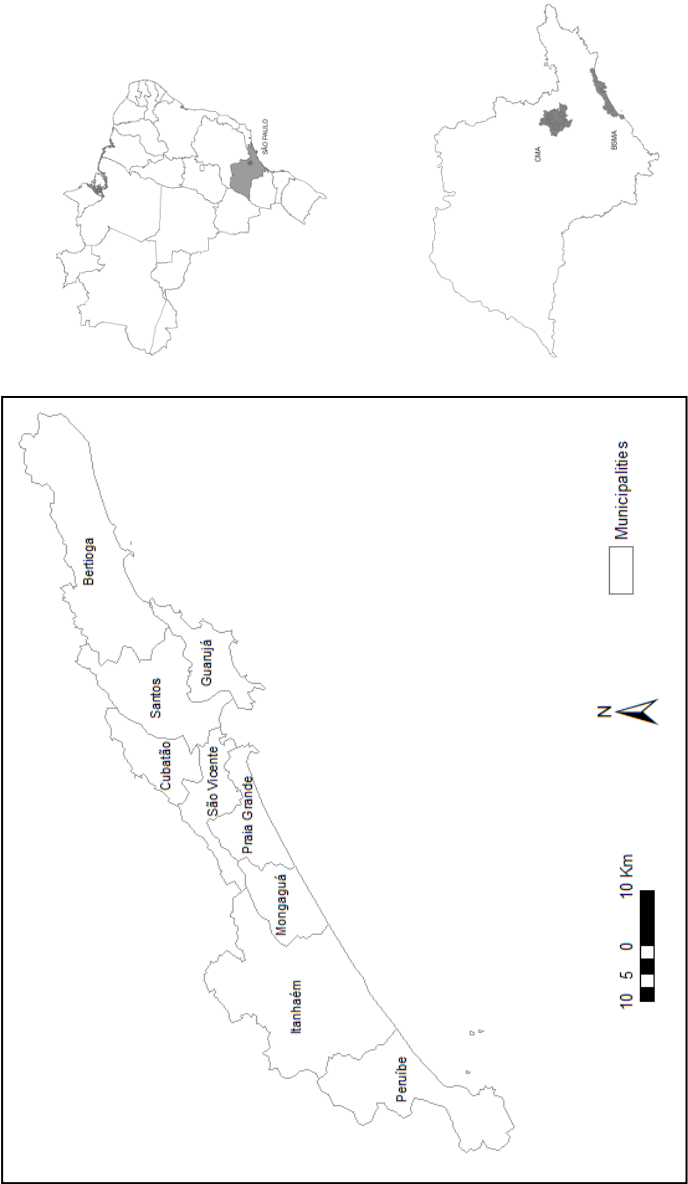 Bertioga
Santos
Cubatão
Guarujá
São Vicente
Praia Grande
Mongaguá
Itanhaém
Peruíbe
N
10 5 0 10 Km
Municipalities
SÃO PAULO
CMA
BSMA